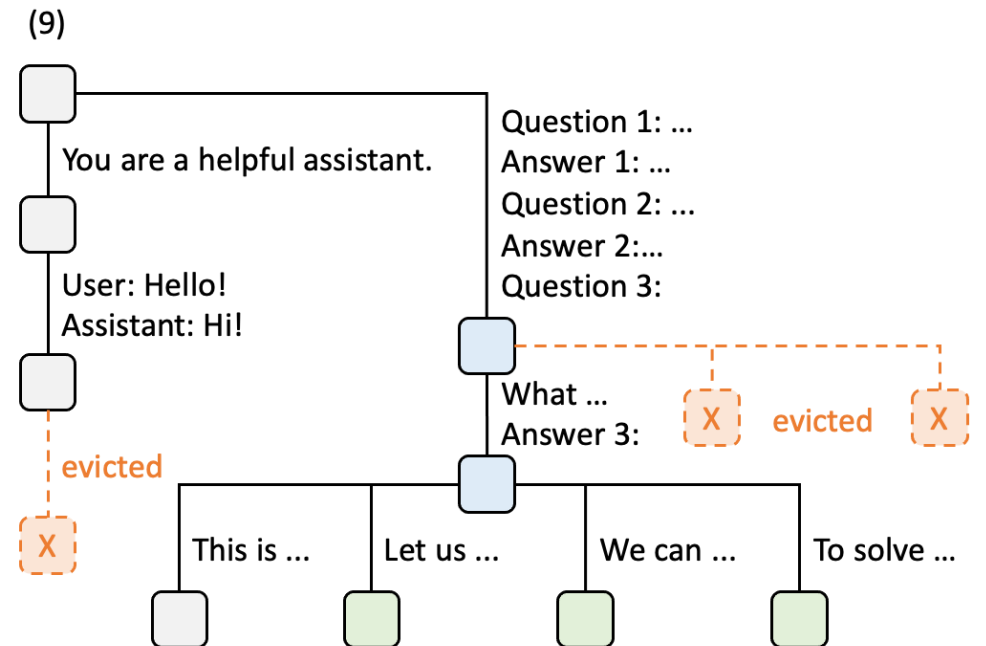 (9)
You are a helpful assistant.
User: Hello!
Assistant: Hi!
evicted
X
Question 1: ...
Answer 1: ...
Question 2: ...
Answer 2:...
Question 3:
What ...
Answer 3:
X
evicted
X
This is ...
Let us ...
We can ...
To solve ...